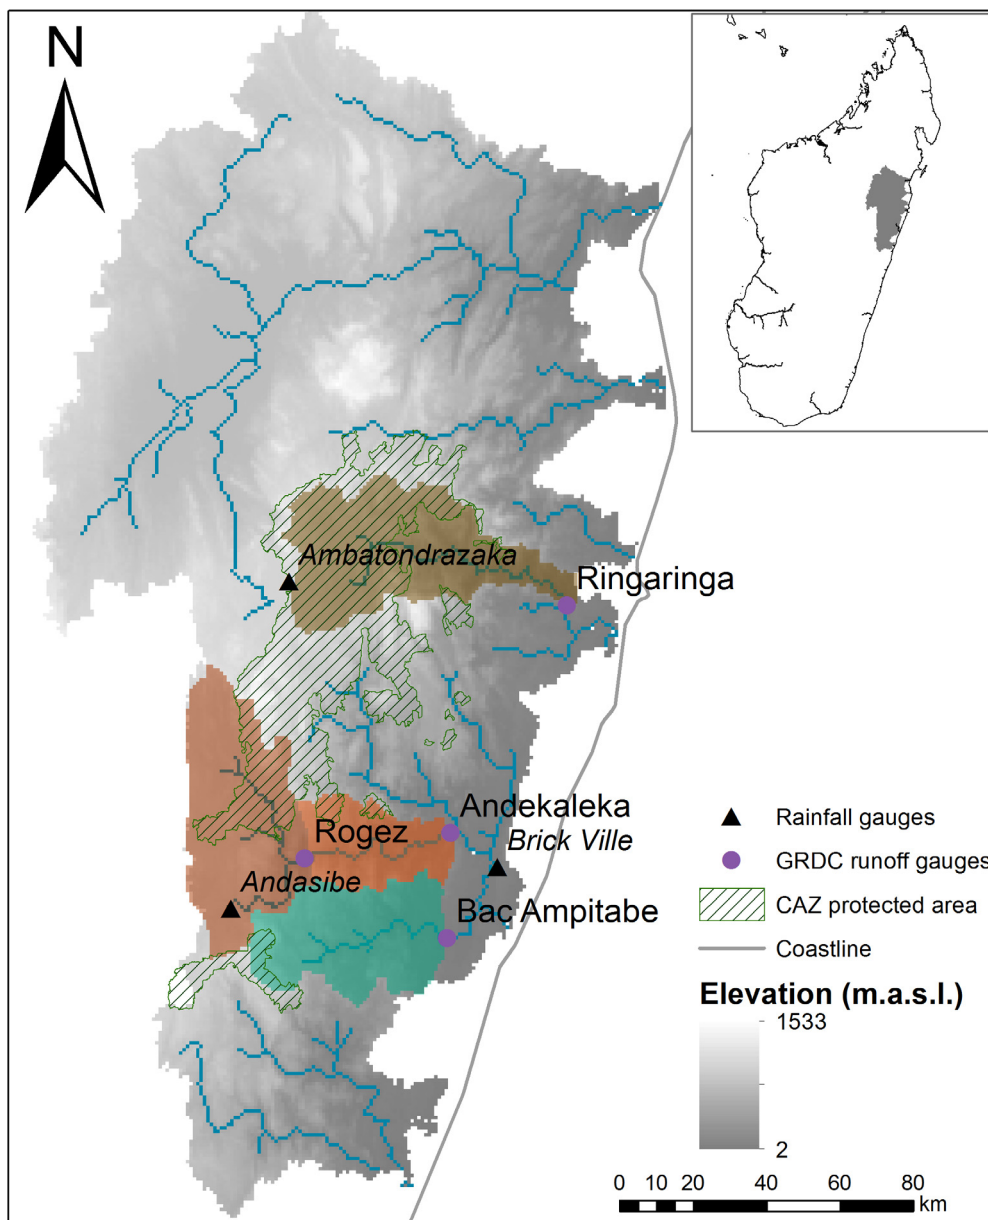 N
Ambatondrazaka
Ringaringa
Andekaleka
Rogez
Brick Ville
Andasibe
Bac Ampitabe
Rainfall gauges
GRDC runoff gauges
CAZ protected area
Coastline
Elevation (m.a.s.l.)
1533
2
0 10 20 40 60 80
km